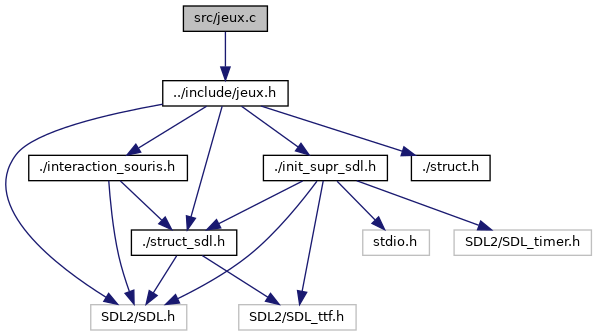 src/jeux.c
../include/jeux.h
./interaction_souris.h
./init_supr_sdl.h
./struct.h
./struct_sdl.h
stdio.h
SDL2/SDL_timer.h
SDL2/SDL.h
SDL2/SDL_ttf.h